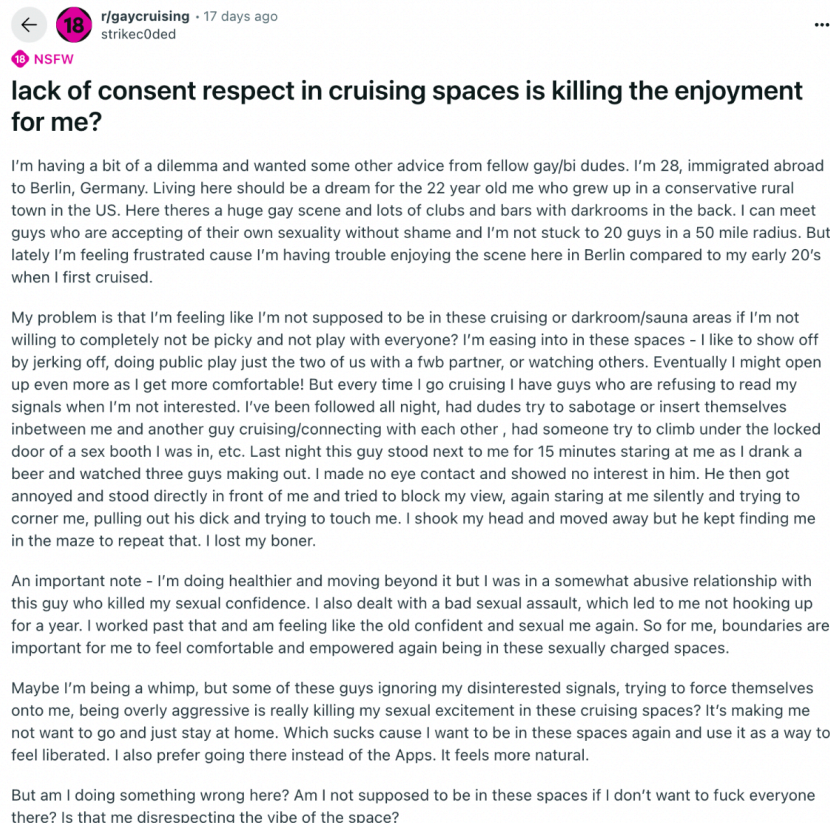 r/gaycruising • 17 days ago
18
strikec0ded
18 NSFW
lack of consent respect in cruising spaces is killing the enjoyment
for me?
I'm having a bit of a dilemma and wanted some other advice from fellow gay/bi dudes. I'm 28, immigrated abroad
to Berlin, Germany. Living here should be a dream for the 22 year old me who grew up in a conservative rural
town in the US. Here theres a huge gay scene and lots of clubs and bars with darkrooms in the back. I can meet
guys who are accepting of their own sexuality without shame and I'm not stuck to 20 guys in a 50 mile radius. But
lately I'm feeling frustrated cause I'm having trouble enjoying the scene here in Berlin compared to my early 20's
when I first cruised.
My problem is that I'm feeling like I'm not supposed to be in these cruising or darkroom/sauna areas if I'm not
willing to completely not be picky and not play with everyone? I'm easing into in these spaces - I like to show off
by jerking off, doing public play just the two of us with a fwb partner, or watching others. Eventually I might open
up even more as I get more comfortable! But every time I go cruising I have guys who are refusing to read my
signals when I'm not interested. I've been followed all night, had dudes try to sabotage or insert themselves
inbetween me and another guy cruising/connecting with each other , had someone try to climb under the locked
door of a sex booth I was in, etc. Last night this guy stood next to me for 15 minutes staring at me as I drank a
beer and watched three guys making out. I made no eye contact and showed no interest in him. He then got
annoyed and stood directly in front of me and tried to block my view, again staring at me silently and trying to
corner me, pulling out his dick and trying to touch me. I shook my head and moved away but he kept finding me
in the maze to repeat that. I lost my boner.
An important note - I'm doing healthier and moving beyond it but I was in a somewhat abusive relationship with
this guy who killed my sexual confidence. I also dealt with a bad sexual assault, which led to me not hooking up
for a year. I worked past that and am feeling like the old confident and sexual me again. So for me, boundaries are
important for me to feel comfortable and empowered again being in these sexually charged spaces.
Maybe I'm being a whimp, but some of these guys ignoring my disinterested signals, trying to force themselves
onto me, being overly aggressive is really killing my sexual excitement in these cruising spaces? It's making me
not want to go and just stay at home. Which sucks cause I want to be in these spaces again and use it as a way to
feel liberated. I also prefer going there instead of the Apps. It feels more natural.
But am I doing something wrong here? Am I not supposed to be in these spaces if I don't want to fuck everyone
there? Is that me disrespecting the vibe of the space?